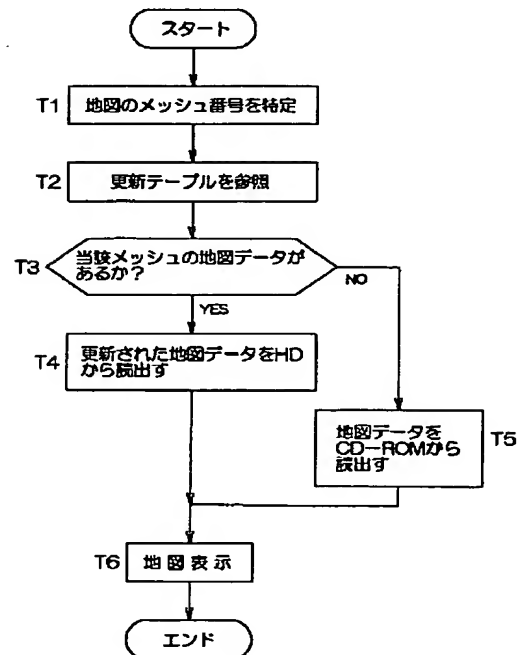 スタート
T1 地図のメッシュ番号を特定
T2 更新テーブルを参照
T3 当該メッシュの地図データが
あるか？
NO
YES
T4 更新された地図データをHD
から読出す
地図データを
CD-ROMから
読出す
T5
T6 地図表示
エンド